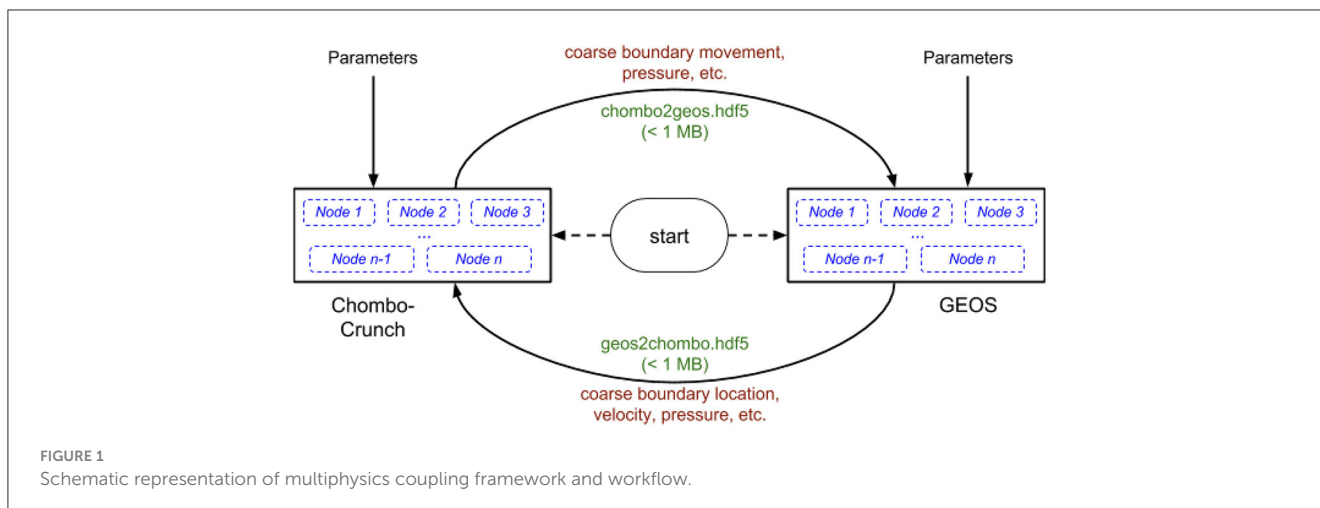 Parameters
coarse boundary movement,
pressure, etc.
Parameters
chombo2geos.hdf5
(< 1 MB)
Node 1 Node 2 Node 3
...
Node n-1 Node n
start
Node 1 Node 2 Node 3
...
Node n-1 Node n
Chombo-
Crunch
GEOS
geos2chombo.hdf5
(< 1 MB)
coarse boundary location,
velocity, pressure, etc.
FIGURE 1
Schematic representation of multiphysics coupling framework and workflow.